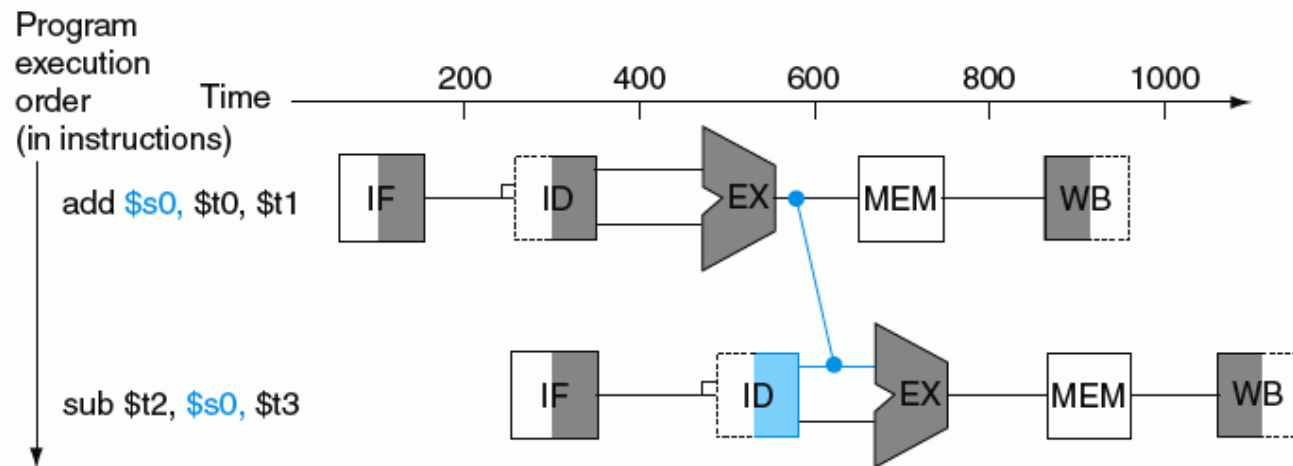 Program
execution
order
(in instructions)
Time
200 400 600 800 1000
add $s0, $t0, $t1
IF ID EX MEM WB
sub $t2, $s0, $t3
IF ID EX MEM WB